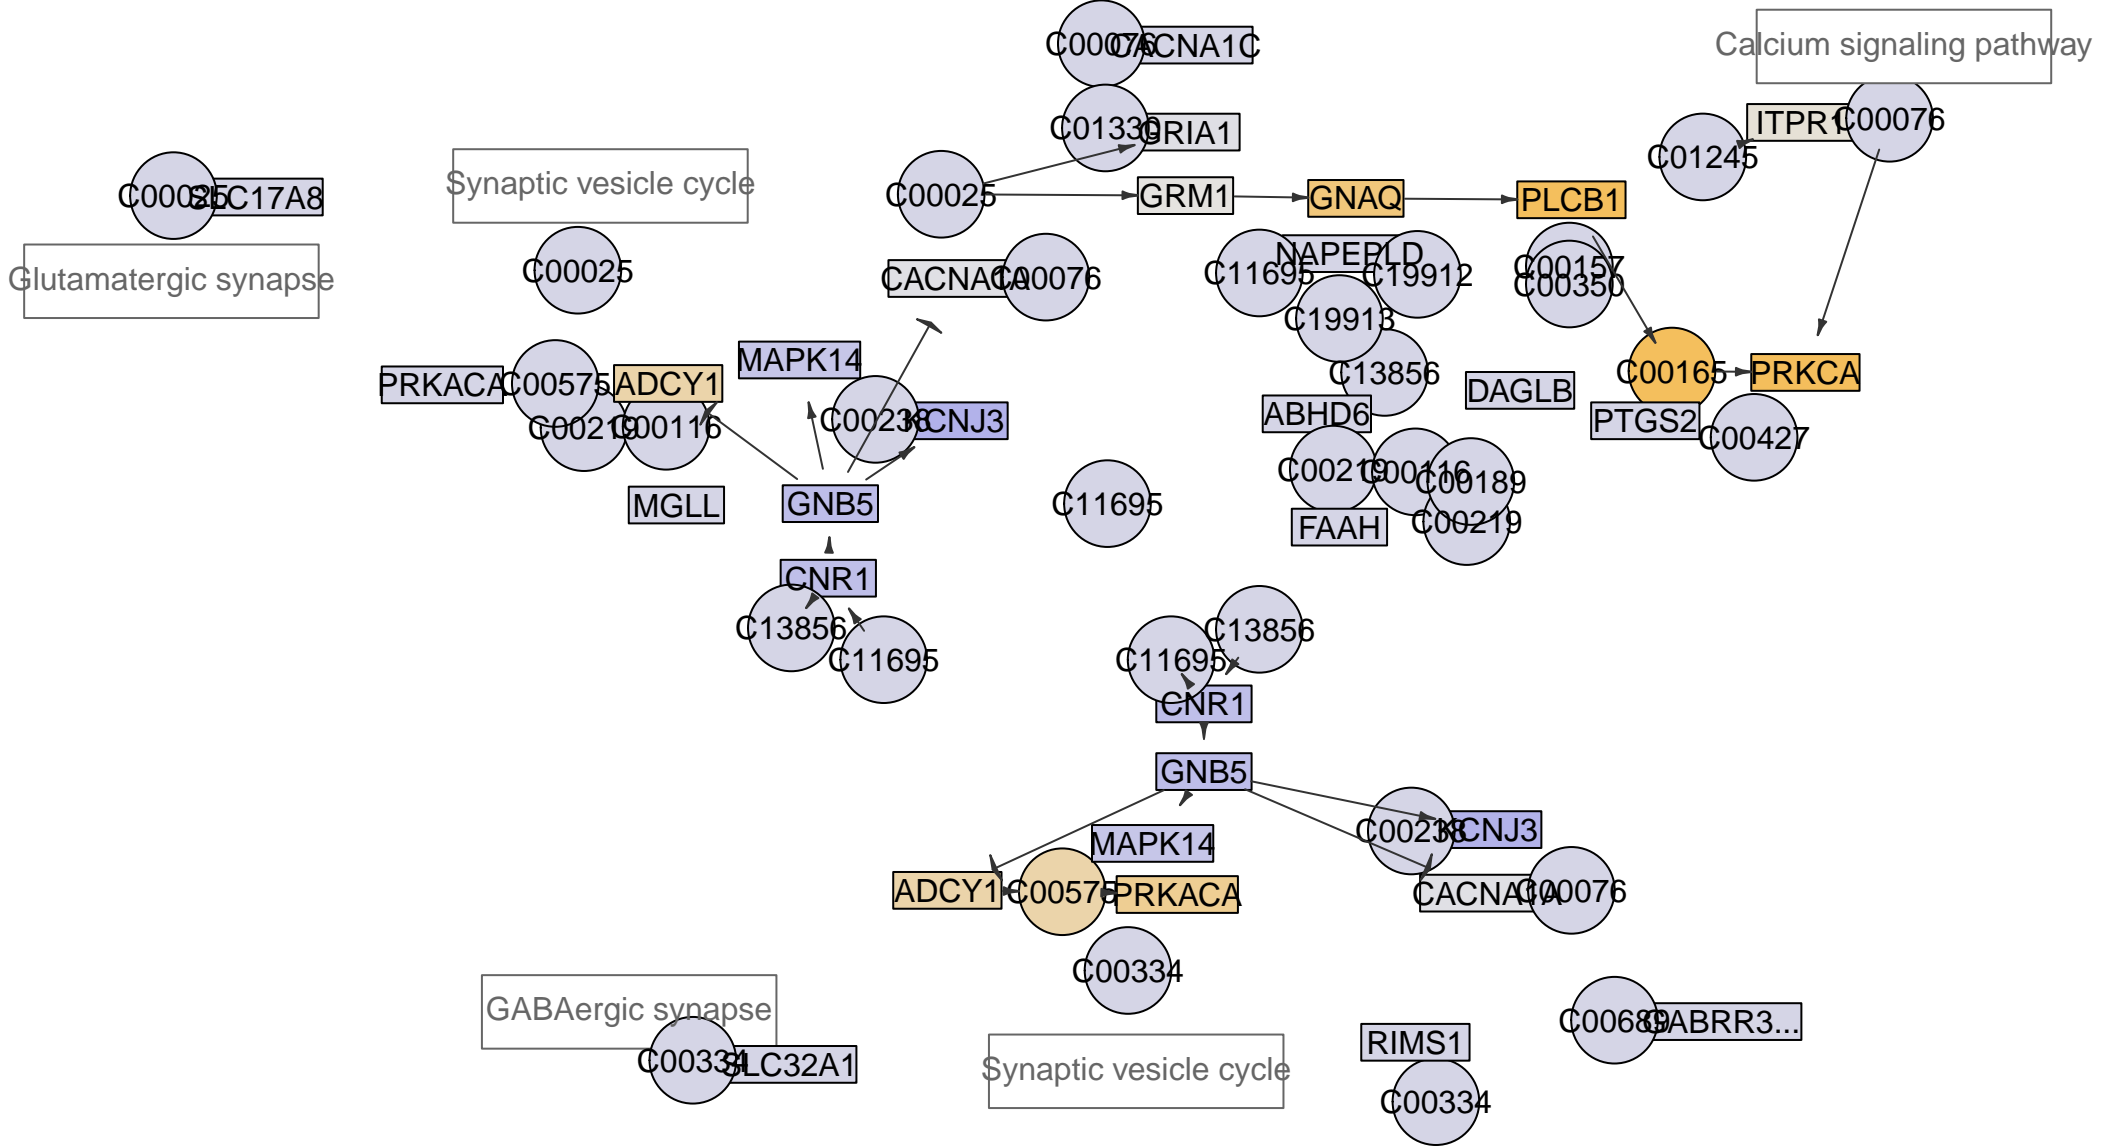 C00076
CACNA1C
Calcium signaling pathway
C01330
GRIA1
ITPR1
C00076
C01245
C00025
SLC17A8
Synaptic vesicle cycle
C00025
GRM1
GNAQ
PLCB1
Glutamatergic synapse
C00025
CACNA1A
C00076
NAPEPLD
C11695
C19912
C00157
C00350
C19913
MAPK14
PRKACA
C00575
ADCY1
C13856
DAGLB
C00165
PRKCA
C00219
C00116
C00238
KCNJ3
ABHD6
PTGS2
C00427
C00219
C00116
C00189
MGLL
GNB5
C11695
FAAH
C00219
CNR1
C13856
C11695
C13856
C11695
CNR1
GNB5
MAPK14
C00238
KCNJ3
ADCY1
C00575
PRKACA
CACNA1A
C00076
C00334
GABAergic synapse
C00334
SLC32A1
Synaptic vesicle cycle
RIMS1
C00334
C00689
GABRR3...